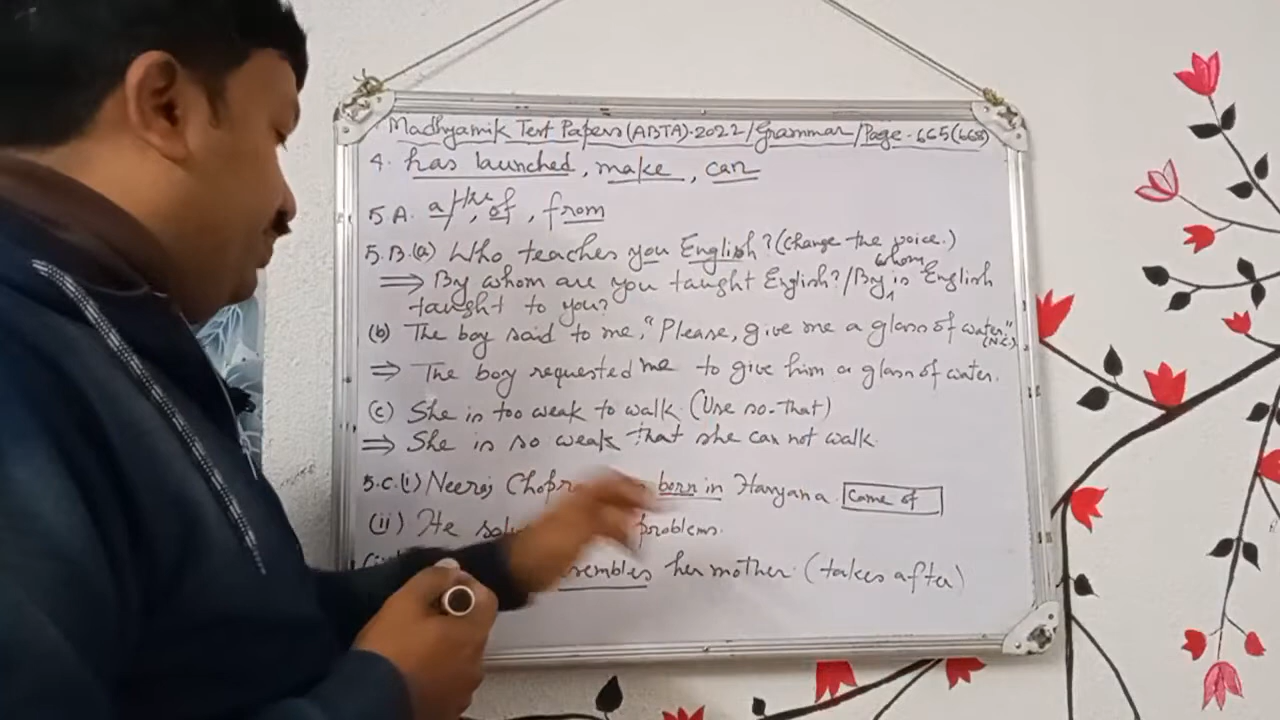 Madhyamik Test Papers (ABTA)-2022/Grammar/Page-665(668)
4. has launched, make, can
5 A. a/the, of, from
5.B.(a) Who teaches you English? (Change the voice.)
⇒ By whom are you taught English?/By whom is English
taught to you?
(b) The boy said to me, "Please, give me a glass of water." (N.C.)
⇒ The boy requested me to give him a glass of water.
(c) She is too weak to walk. (Use so-that)
⇒ She is so weak that she can not walk.
5.C.(i) Neeraj born in Haryana. Came of
(ii) He problems.
her mother. (takes after)